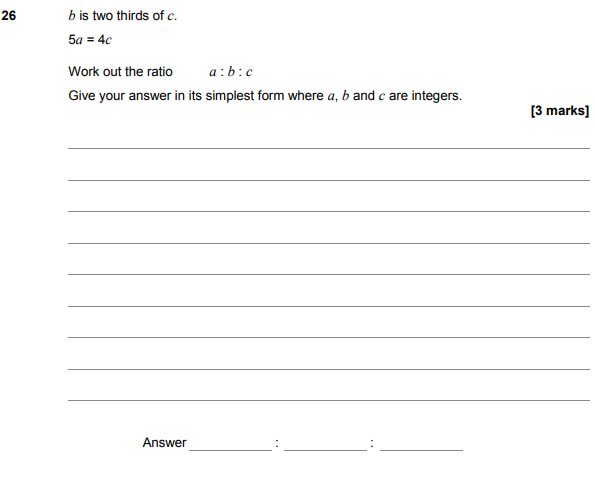 26 b is two thirds of c.
5a = 4c
Work out the ratio a : b : c
Give your answer in its simplest form where a, b and c are integers.
[3 marks]
Answer : :